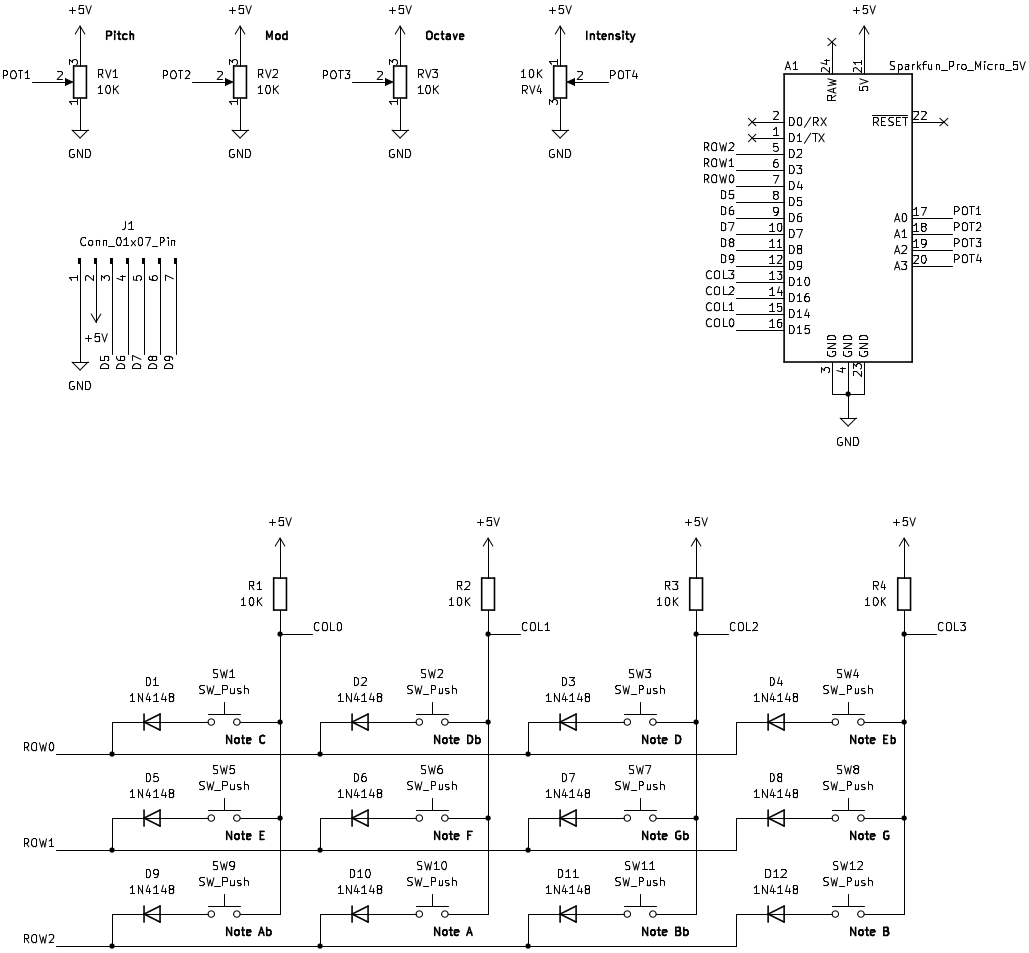 +5V
Pitch
POT1
2
3
1
RV1
10K
GND
+5V
Mod
POT2
2
3
1
RV2
10K
GND
+5V
Octave
POT3
2
3
1
RV3
10K
GND
+5V
Intensity
10K
RV4
1
3
2
POT4
GND
+5V
A1
Sparkfun_Pro_Micro_5V
24
21
RAW
5V
2 D0/RX
1 D1/TX
ROW2 5 D2
ROW1 6 D3
ROW0 7 D4
D5 8 D5
D6 9 D6
D7 10 D7
D8 11 D8
D9 12 D9
COL3 13 D10
COL2 14 D16
COL1 15 D14
COL0 16 D15
RESET 22
A0 17 POT1
A1 18 POT2
A2 19 POT3
A3 20 POT4
GND GND GND
3 4 23
GND
J1
Conn_01x07_Pin
1 2 3 4 5 6 7
+5V
D5 D6 D7 D8 D9
GND
+5V
+5V
+5V
+5V
R1
10K
R2
10K
R3
10K
R4
10K
COL0
COL1
COL2
COL3
D1
1N4148
SW1
SW_Push
Note C
D2
1N4148
SW2
SW_Push
Note Db
D3
1N4148
SW3
SW_Push
Note D
D4
1N4148
SW4
SW_Push
Note Eb
ROW0
D5
1N4148
SW5
SW_Push
Note E
D6
1N4148
SW6
SW_Push
Note F
D7
1N4148
SW7
SW_Push
Note Gb
D8
1N4148
SW8
SW_Push
Note G
ROW1
D9
1N4148
SW9
SW_Push
Note Ab
D10
1N4148
SW10
SW_Push
Note A
D11
1N4148
SW11
SW_Push
Note Bb
D12
1N4148
SW12
SW_Push
Note B
ROW2